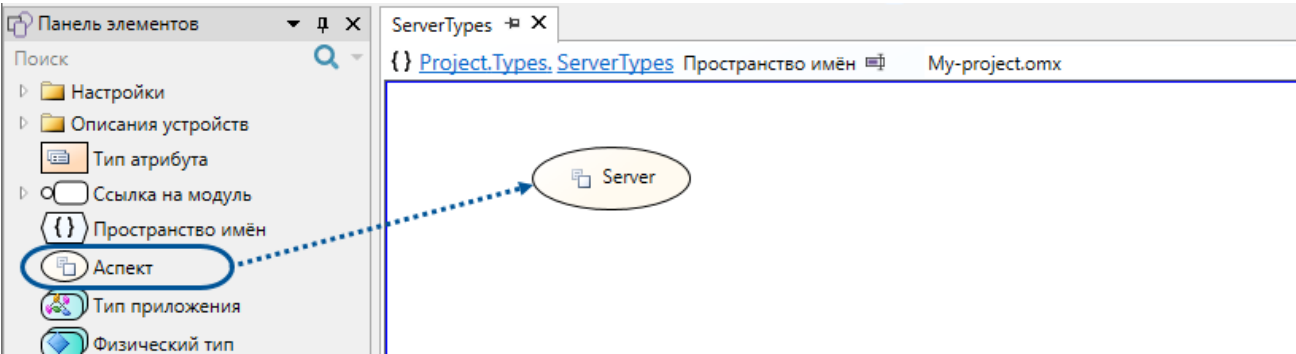 Панель элементов
Поиск
Настройки
Описания устройств
Тип атрибута
Ссылка на модуль
{ } Пространство имён
Аспект
Тип приложения
Физический тип
ServerTypes
{ } Project.Types. ServerTypes Пространство имён My-project.omx
Server